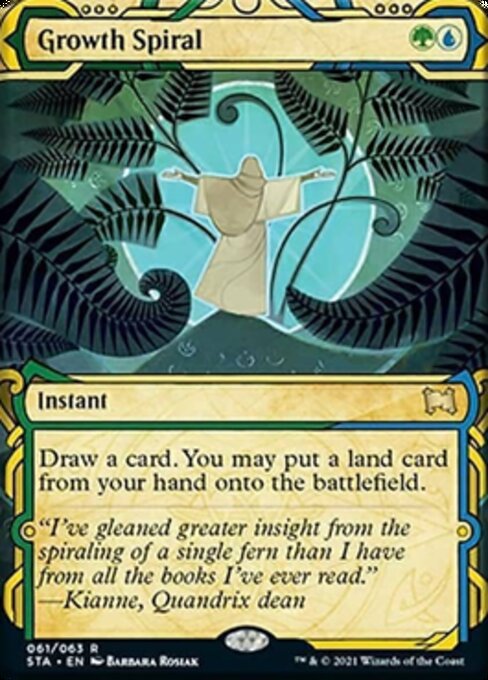 Growth Spiral
Instant
Draw a card. You may put a land card
from your hand onto the battlefield.
“I’ve gleaned greater insight from the
spiraling of a single fern than I have
from all the books I’ve ever read.”
—Kianne, Quandrix dean
061/063 R
STA • EN Barbara Rosiak
™ & © 2021 Wizards of the Coast